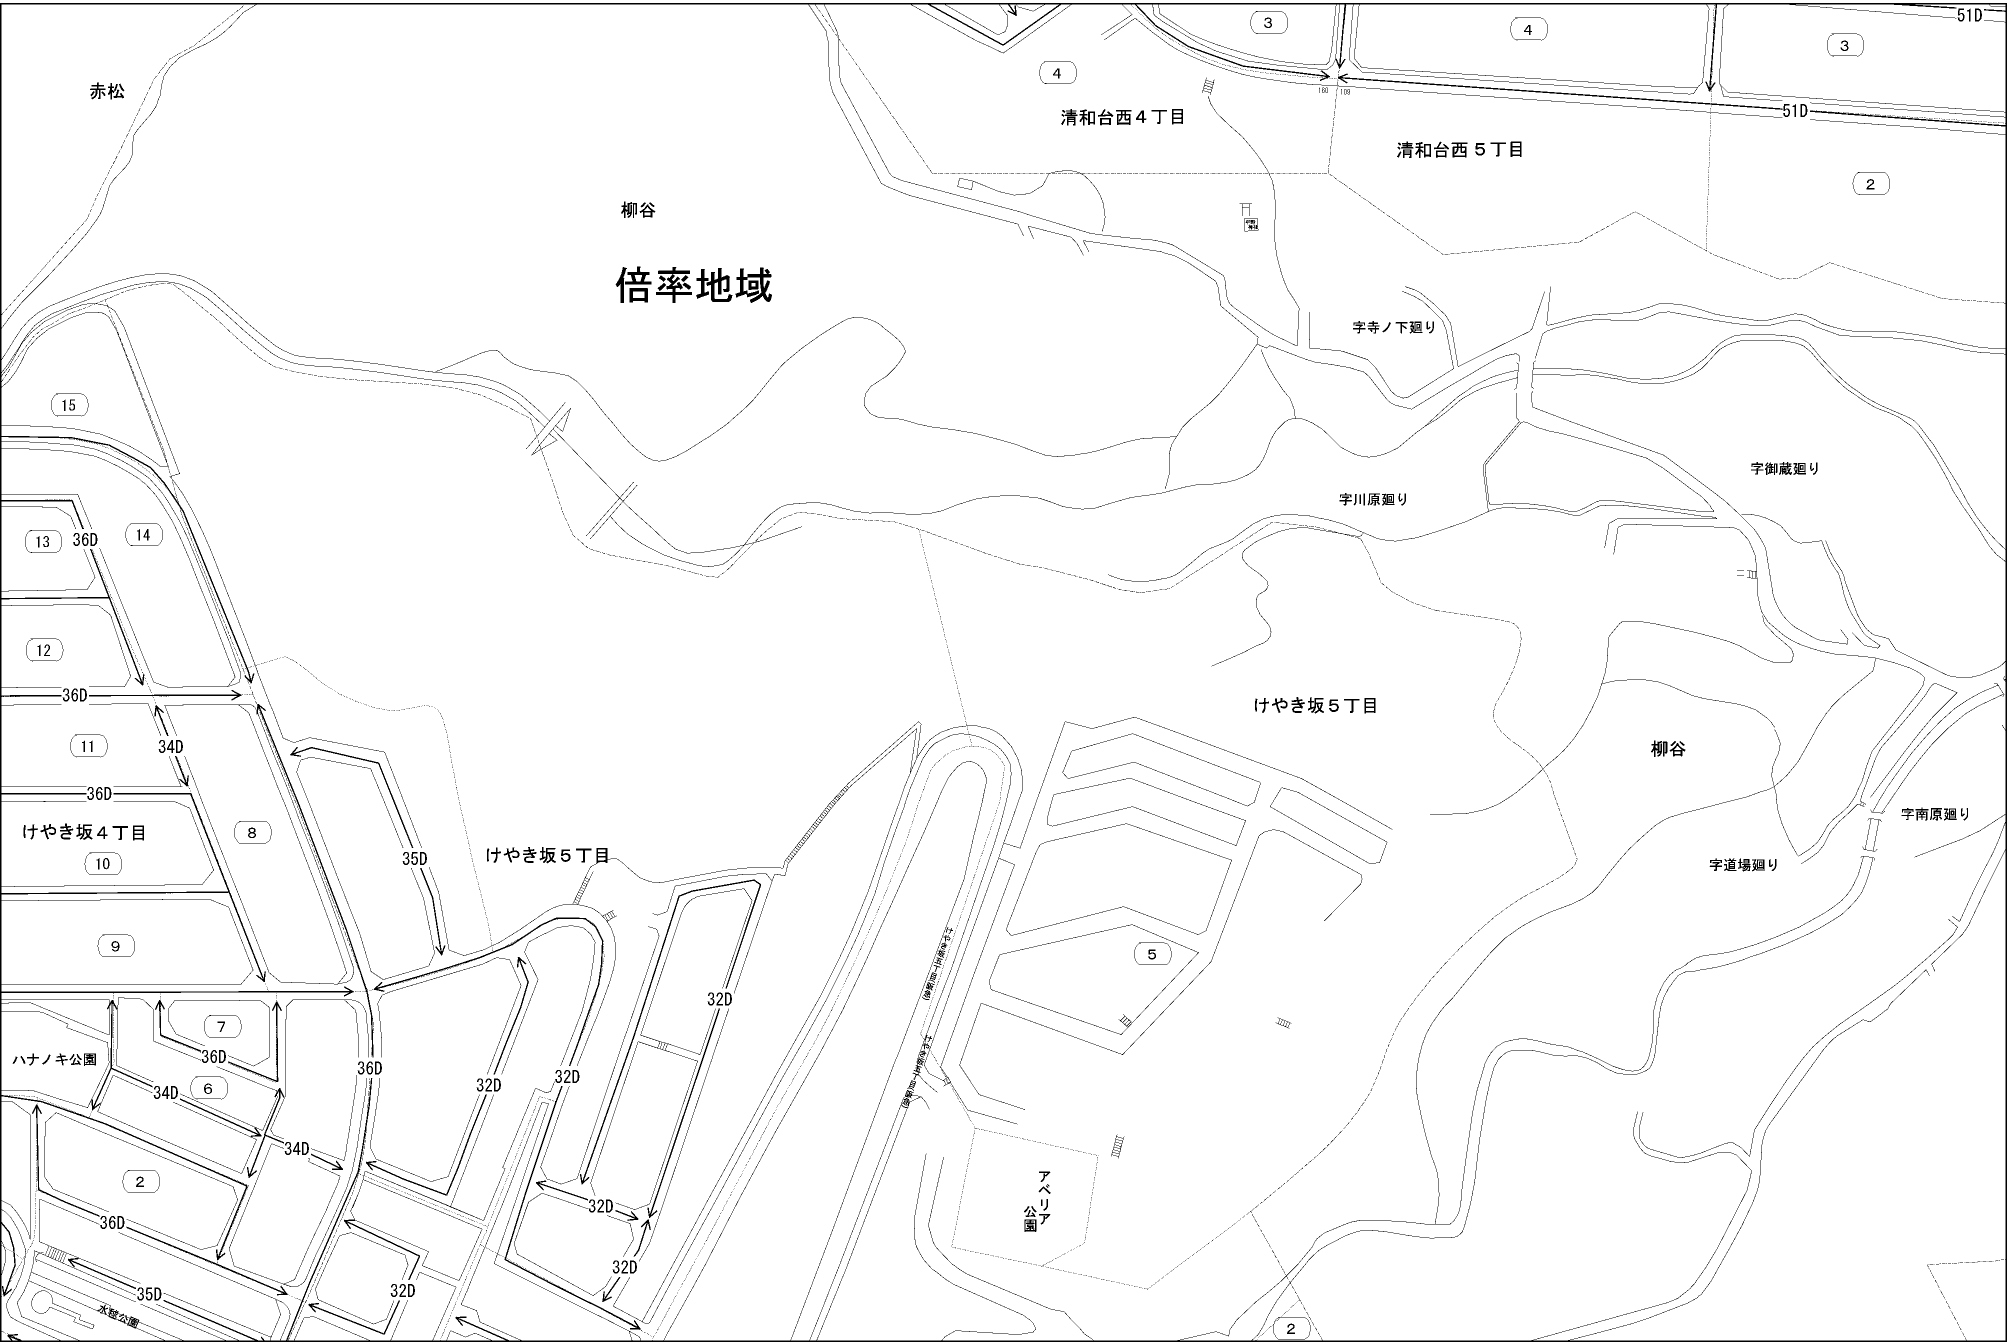 51D
3
4
3
4
赤松
160
109
51D
清和台西４丁目
清和台西５丁目
2
柳谷
倍率地域
字寺ノ下廻り
15
字御蔵廻り
字川原廻り
13
36D
14
12
36D
けやき坂５丁目
11
34D
柳谷
36D
字南原廻り
けやき坂４丁目
8
35D
けやき坂５丁目
10
字道場廻り
9
5
32D
7
36D
ハナノキ公園
36D
6
34D
32D
32D
34D
2
アベリア
公園
32D
36D
32D
35D
32D
水鞠公園
2